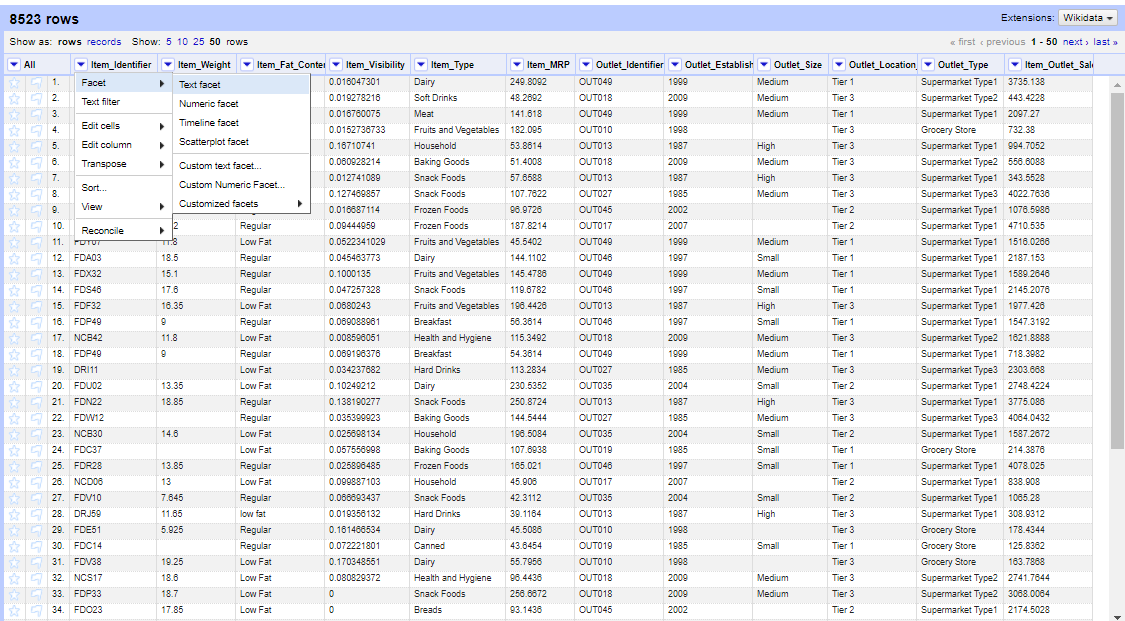 8523 rows Extensions: Wikidata
Show as: rows records Show: 5 10 25 50 rows « first ‹ previous 1 - 50 next › last »
All Item_Identifier Item_Weight Item_Fat_Conter Item_Visibility Item_Type Item_MRP Outlet_Identifier Outlet_Establish Outlet_Size Outlet_Location_ Outlet_Type Item_Outlet_Sale
1. Facet Text facet 0.016047301 Dairy 249.8092 OUT049 1999 Medium Tier 1 Supermarket Type1 3735.138
2. Text filter Numeric facet 0.019278216 Soft Drinks 48.2692 OUT018 2009 Medium Tier 3 Supermarket Type2 443.4228
3. Timeline facet 0.016760075 Meat 141.618 OUT049 1999 Medium Tier 1 Supermarket Type1 2097.27
4. Edit cells 0.0152736733 Fruits and Vegetables 182.095 OUT010 1998 Tier 3 Grocery Store 732.38
5. Edit column Scatterplot facet 0.16710741 Household 53.8614 OUT013 1987 High Tier 3 Supermarket Type1 994.7052
6. Transpose Custom text facet... 0.060928214 Baking Goods 51.4008 OUT018 2009 Medium Tier 3 Supermarket Type2 556.6088
7. Sort... Custom Numeric Facet... 0.012741089 Snack Foods 57.6588 OUT013 1987 High Tier 3 Supermarket Type1 343.5528
8. View Customized facets 0.127469857 Snack Foods 107.7622 OUT027 1985 Medium Tier 3 Supermarket Type3 4022.7636
9. 0.016687114 Frozen Foods 96.9726 OUT045 2002 Tier 2 Supermarket Type1 1076.5986
10. Reconcile 2 Regular 0.09444959 Frozen Foods 187.8214 OUT017 2007 Tier 2 Supermarket Type1 4710.535
11. FDY07 11.8 Low Fat 0.0522341029 Fruits and Vegetables 45.5402 OUT049 1999 Medium Tier 1 Supermarket Type1 1516.0266
12. FDA03 18.5 Regular 0.045463773 Dairy 144.1102 OUT046 1997 Small Tier 1 Supermarket Type1 2187.153
13. FDX32 15.1 Regular 0.1000135 Fruits and Vegetables 145.4786 OUT049 1999 Medium Tier 1 Supermarket Type1 1589.2646
14. FDS46 17.6 Regular 0.047257328 Snack Foods 119.6782 OUT046 1997 Small Tier 1 Supermarket Type1 2145.2076
15. FDF32 16.35 Low Fat 0.0680243 Fruits and Vegetables 196.4426 OUT013 1987 High Tier 3 Supermarket Type1 1977.426
16. FDP49 9 Regular 0.069088961 Breakfast 56.3614 OUT046 1997 Small Tier 1 Supermarket Type1 1547.3192
17. NCB42 11.8 Low Fat 0.008596051 Health and Hygiene 115.3492 OUT018 2009 Medium Tier 3 Supermarket Type2 1621.8888
18. FDP49 9 Regular 0.069196376 Breakfast 54.3614 OUT049 1999 Medium Tier 1 Supermarket Type1 718.3982
19. DRI11 Low Fat 0.034237682 Hard Drinks 113.2834 OUT027 1985 Medium Tier 3 Supermarket Type3 2303.668
20. FDU02 13.35 Low Fat 0.10249212 Dairy 230.5352 OUT035 2004 Small Tier 2 Supermarket Type1 2748.4224
21. FDN22 18.85 Regular 0.138190277 Snack Foods 250.8724 OUT013 1987 High Tier 3 Supermarket Type1 3775.086
22. FDW12 Regular 0.035399923 Baking Goods 144.5444 OUT027 1985 Medium Tier 3 Supermarket Type3 4064.0432
23. NCB30 14.6 Low Fat 0.025698134 Household 196.5084 OUT035 2004 Small Tier 2 Supermarket Type1 1587.2672
24. FDC37 Low Fat 0.057556998 Baking Goods 107.6938 OUT019 1985 Small Tier 1 Grocery Store 214.3876
25. FDR28 13.85 Regular 0.025896485 Frozen Foods 165.021 OUT046 1997 Small Tier 1 Supermarket Type1 4078.025
26. NCD06 13 Low Fat 0.099887103 Household 45.906 OUT017 2007 Tier 2 Supermarket Type1 838.908
27. FDV10 7.645 Regular 0.066693437 Snack Foods 42.3112 OUT035 2004 Small Tier 2 Supermarket Type1 1065.28
28. DRJ59 11.65 low fat 0.019356132 Hard Drinks 39.1164 OUT013 1987 High Tier 3 Supermarket Type1 308.9312
29. FDE51 5.925 Regular 0.161466534 Dairy 45.5086 OUT010 1998 Tier 3 Grocery Store 178.4344
30. FDC14 Regular 0.072221801 Canned 43.6454 OUT019 1985 Small Tier 1 Grocery Store 125.8362
31. FDV38 19.25 Low Fat 0.170348551 Dairy 55.7956 OUT010 1998 Tier 3 Grocery Store 163.7868
32. NCS17 18.6 Low Fat 0.080829372 Health and Hygiene 96.4436 OUT018 2009 Medium Tier 3 Supermarket Type2 2741.7644
33. FDP33 18.7 Low Fat 0 Snack Foods 256.6672 OUT018 2009 Medium Tier 3 Supermarket Type2 3068.0064
34. FDO23 17.85 Low Fat 0 Breads 93.1436 OUT045 2002 Tier 2 Supermarket Type1 2174.5028